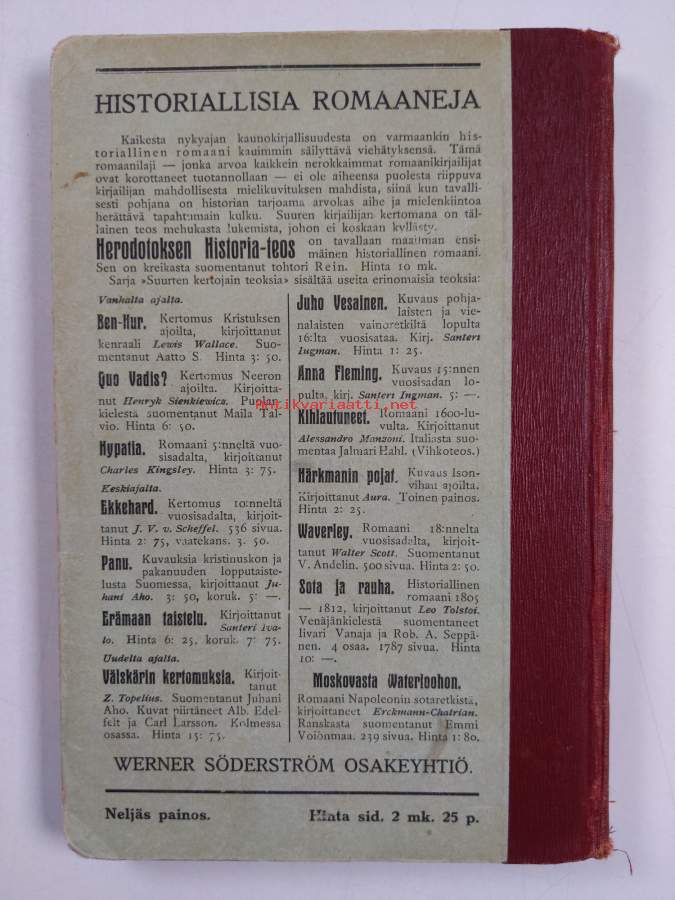 HISTORIALLISIA ROMAANEJA
Kaikesta nykyajan kaunokirjallisuudesta on varmaankin his-
toriallinen romaani kauimmin säilyttävä viehätyksensä. Tämä
romaanilaji — jonka arvoa kaikkein nerokkaimmat romaanikirjailijat
ovat korottaneet tuotannollaan — ei ole aiheensa puolesta riippuva
kirjailijan mahdollisesta mielikuvituksen mahdista, siinä kun tavalli-
sesti pohjana on historian tarjoama arvokas aihe ja mielenkiintoa
herättävä tapahtumain kulku. Suuren kirjailijan kertomana on täl-
lainen teos mehukasta lukemista, johon ei koskaan kyllästy.
Herodotoksen Historia-teos on tavallaan maailman ensi-
mäinen historiallinen romaani.
Sen on kreikasta suomentanut tohtori Rein. Hinta 10 mk.
Sarja »Suurten kertojain teoksia» sisältää useita erinomaisia teoksia:
Vanhalta ajalta.
Ben-Hur. Kertomus Kristuksen
ajoilta, kirjoittanut
kenraali Lewis Wallace. Suo-
mentanut Aatto S. Hinta 3: 50.
Quo Vadis? Kertomus Neeron
ajoilta. Kirjoitta-
nut Henryk Sienkiewicz. Puolan
kielestä suomentanut Maila Tal-
vio. Hinta 6: 50.
Hypatia. Romaani 5:nneltä vuo-
sisadalta, kirjoittanut
Charles Kingsley. Hinta 3: 75.
Keskiajalta.
Ekkehard. Kertomus 10:nneltä
vuosisadalta, kirjoit-
tanut J. V. v. Scheffel. 536 sivua.
Hinta 2: 75, vaatekans. 3. 50.
Panu. Kuvauksia kristinuskon ja
pakanuuden lopputaiste-
lusta Suomessa, kirjoittanut Ju-
hani Aho. 3: 50, koruk. 5: —.
Erämaan taistelu. Kirjoittanut
Santeri Iva-
lo. Hinta 6: 25, koruk. 7: 75.
Uudelta ajalta.
Välskärin kertomuksia. Kirjoit-
tanut
Z. Topelius. Suomentanut Juhani
Aho. Kuvat piirtäneet Alb. Edel-
felt ja Carl Larsson. Kolmessa
osassa. Hinta 15: 75.
Juho Vesainen. Kuvaus pohja-
laisten ja vie-
nalaisten vainoretkiltä lopulta
16:lta vuosisataa. Kirj. Santeri
Ingman. Hinta 1: 25.
Anna Fleming. Kuvaus 15:nnen
vuosisadan lo-
pulta, kirj. Santeri Ingman. 5: —.
Kihlautuneet. Romaani 1600-lu-
vulta. Kirjoittanut
Alessandro Manzoni. Italiasta suo-
mentaa Jalmari Hahl. (Vihkoteos.)
Härkmanin pojat. Kuvaus Ison-
vihan ajoilta.
Kirjoittanut Aura. Toinen painos.
Hinta 2: 25.
Waverley. Romaani 18:nnelta
vuosisadalta, kirjoit-
tanut Walter Scott. Suomentanut
V. Andelin. 500 sivua. Hinta 2: 50.
Sota ja rauha. Historiallinen
romaani 1805
— 1812, kirjoittanut Leo Tolstoi.
Venäjänkielestä suomentaneet
Iivari Vanaja ja Rob. A. Seppä-
nen. 4 osaa. 1787 sivua. Hinta
10: —.
Moskovasta Waterloohon.
Romaani Napoleonin sotaretkistä,
kirjoittaneet Erckmann-Chatrian.
Ranskasta suomentanut Emmi
Voionmaa. 239 sivua. Hinta 1: 80.
antikvariaatti.net
WERNER SÖDERSTRÖM OSAKEYHTIÖ.
Neljäs painos. Hinta sid. 2 mk. 25 p.